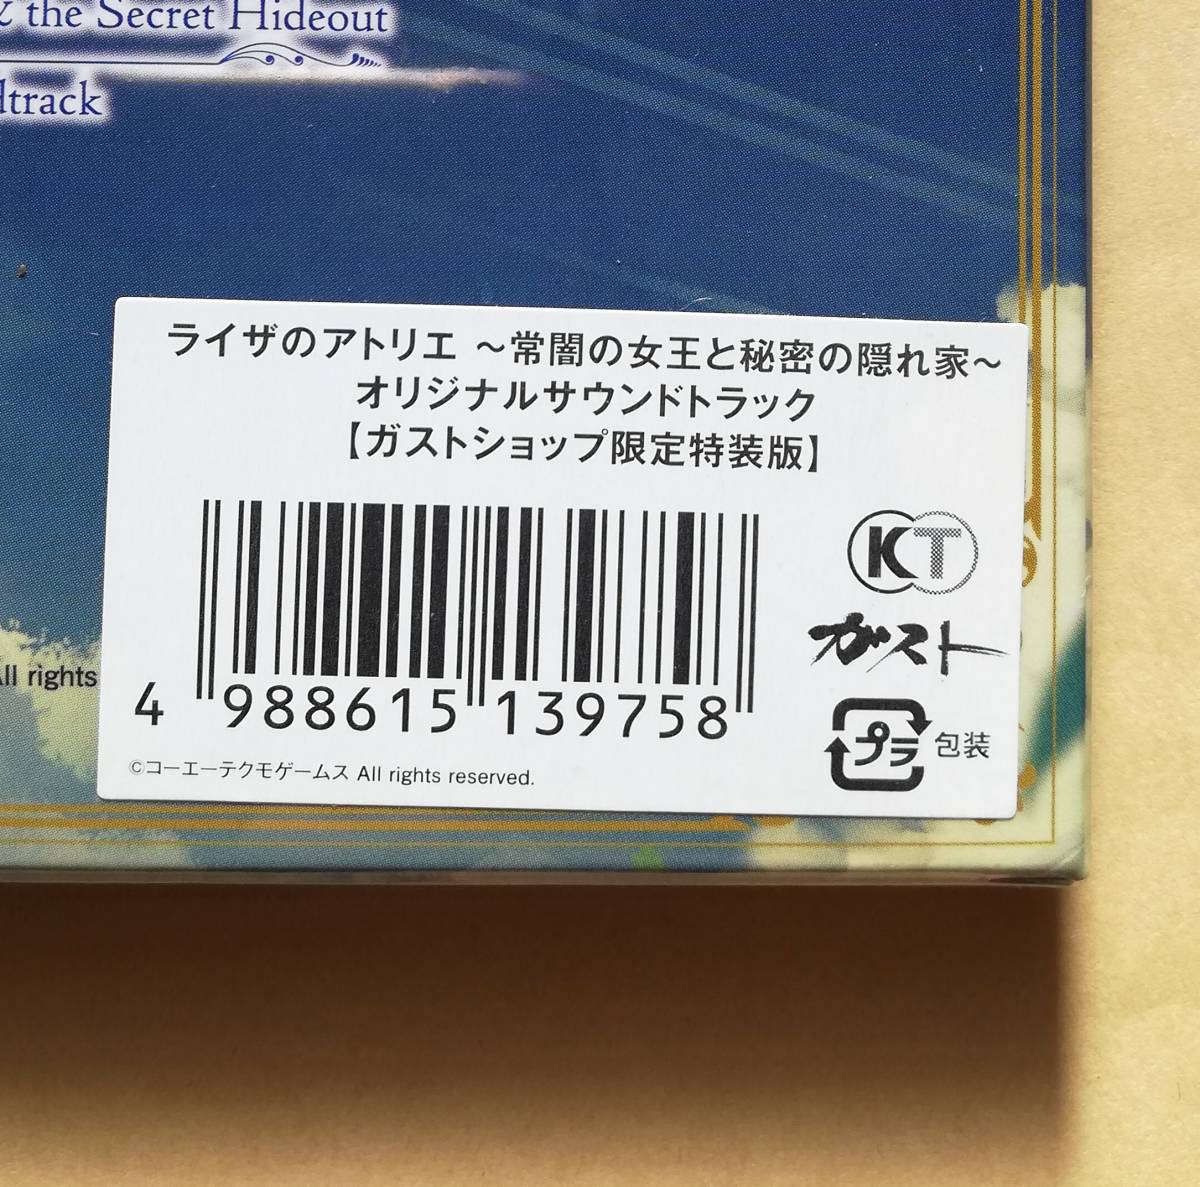 & the Secret Hideout
dtrack
ライザのアトリエ ～常闇の女王と秘密の隠れ家～
オリジナルサウンドトラック
【ガストショップ限定特装版】
KT
ガスト
4 988615 139758
プラ 包装
©コーエーテクモゲームス All rights reserved.
All rights